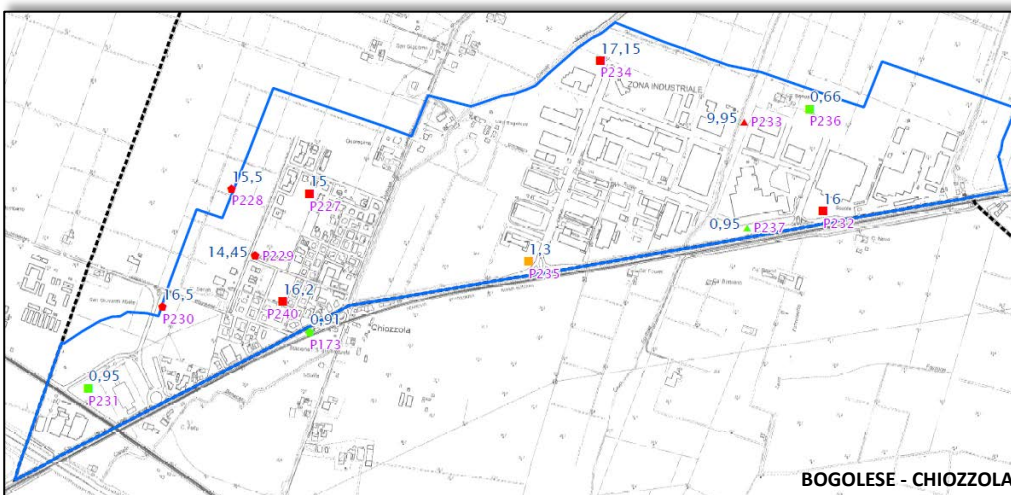 17,15
P234
ZONA INDUSTRIALE
0,66
P236
9,95
P233
15,5
P228
15
P227
16
P232
0,95
P237
14,45
P229
1,3
P235
16,5
P230
16,2
P240
0,91
P173
Chiozzola
0,95
P231
BOGOLESE - CHIOZZOLA